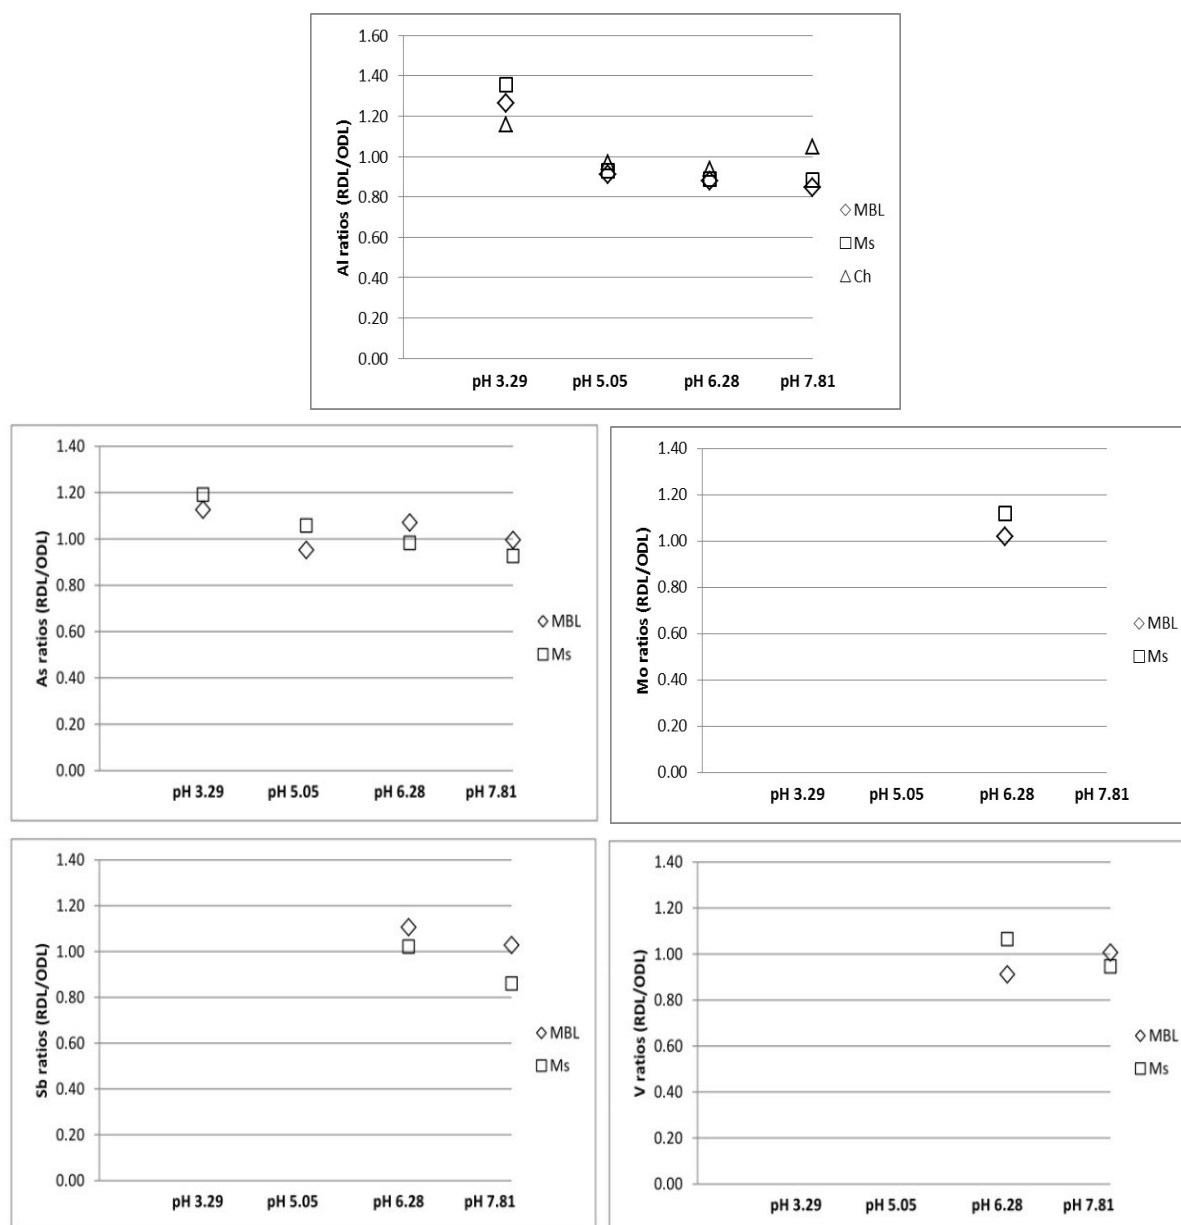 1.60
1.40
1.20
1.00
0.80
0.60
0.40
0.20
0.00
Al ratios (RDL/ODL)
pH 3.29 pH 5.05 pH 6.28 pH 7.81
MBL
Ms
Ch
1.40
1.20
1.00
0.80
0.60
0.40
0.20
0.00
As ratios (RDL/ODL)
pH 3.29 pH 5.05 pH 6.28 pH 7.81
MBL
Ms
1.40
1.20
1.00
0.80
0.60
0.40
0.20
0.00
Mo ratios (RDL/ODL)
pH 3.29 pH 5.05 pH 6.28 pH 7.81
MBL
Ms
1.40
1.20
1.00
0.80
0.60
0.40
0.20
0.00
Sb ratios (RDL/ODL)
pH 3.29 pH 5.05 pH 6.28 pH 7.81
MBL
Ms
1.40
1.20
1.00
0.80
0.60
0.40
0.20
0.00
V ratios (RDL/ODL)
pH 3.29 pH 5.05 pH 6.28 pH 7.81
MBL
Ms